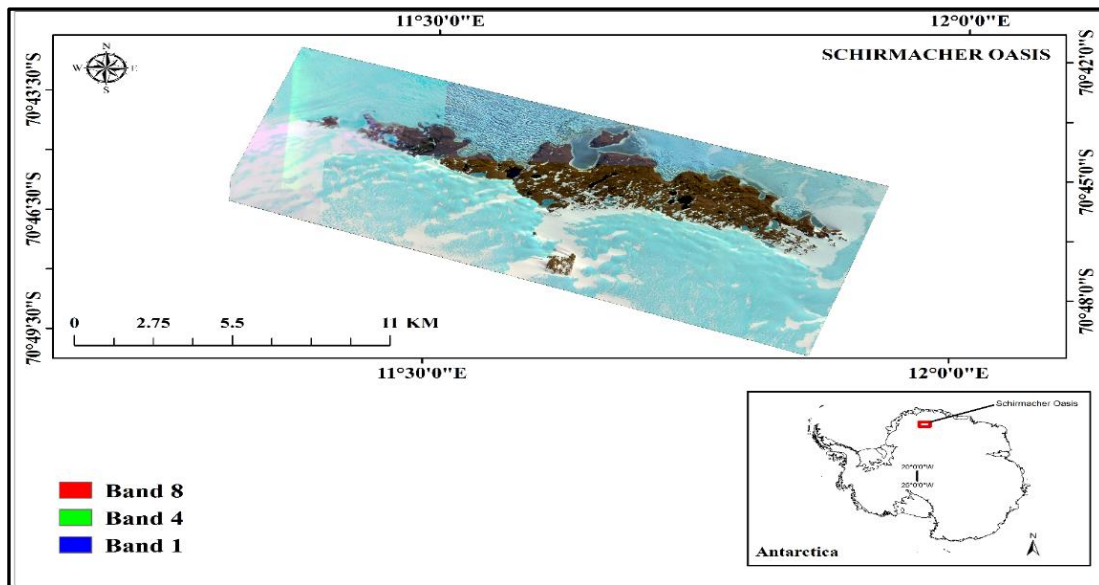 11°30'0"E 12°0'0"E
SCHIRMACHER OASIS
N
W E
S
70°43'30"S
70°46'30"S
70°49'30"S
70°42'0"S
70°45'0"S
70°48'0"S
0 2.75 5.5 11 KM
11°30'0"E 12°0'0"E
Schirmacher Oasis
20°0'0"W
20°0'0"W
Antarctica
N
Band 8
Band 4
Band 1